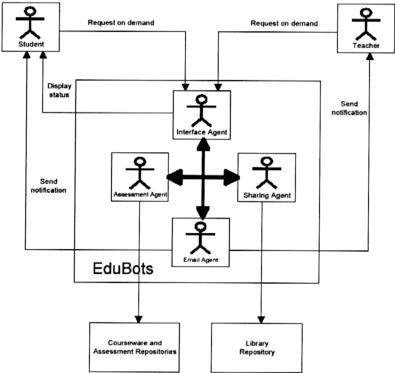 Request on demand
Request on demand
Student
Teacher
Display
status
Send
notification
Interface Agent
Send
notification
Assessment Agent
Sharing Agent
Email Agent
EduBots
Courseware and
Assessment Repositories
Library
Repository